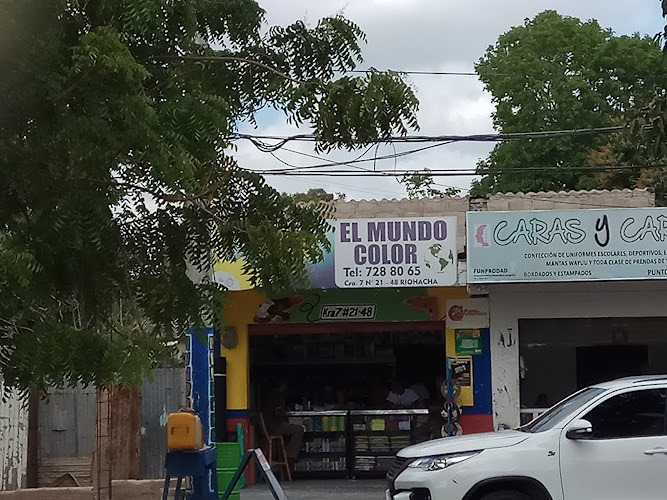 EL MUNDO
COLOR
Tel: 728 80 65
Cra. 7 N° 21 - 48 RIOHACHA
Kra7#21-48
CARAS Y
CONFECCIÓN DE UNIFORMES ESCOLARES, DEPORTIVOS,
MANTAS WAYUU Y TODA CLASE DE PRENDAS DE
FUNPRODAD
BORDADOS Y ESTAMPADOS